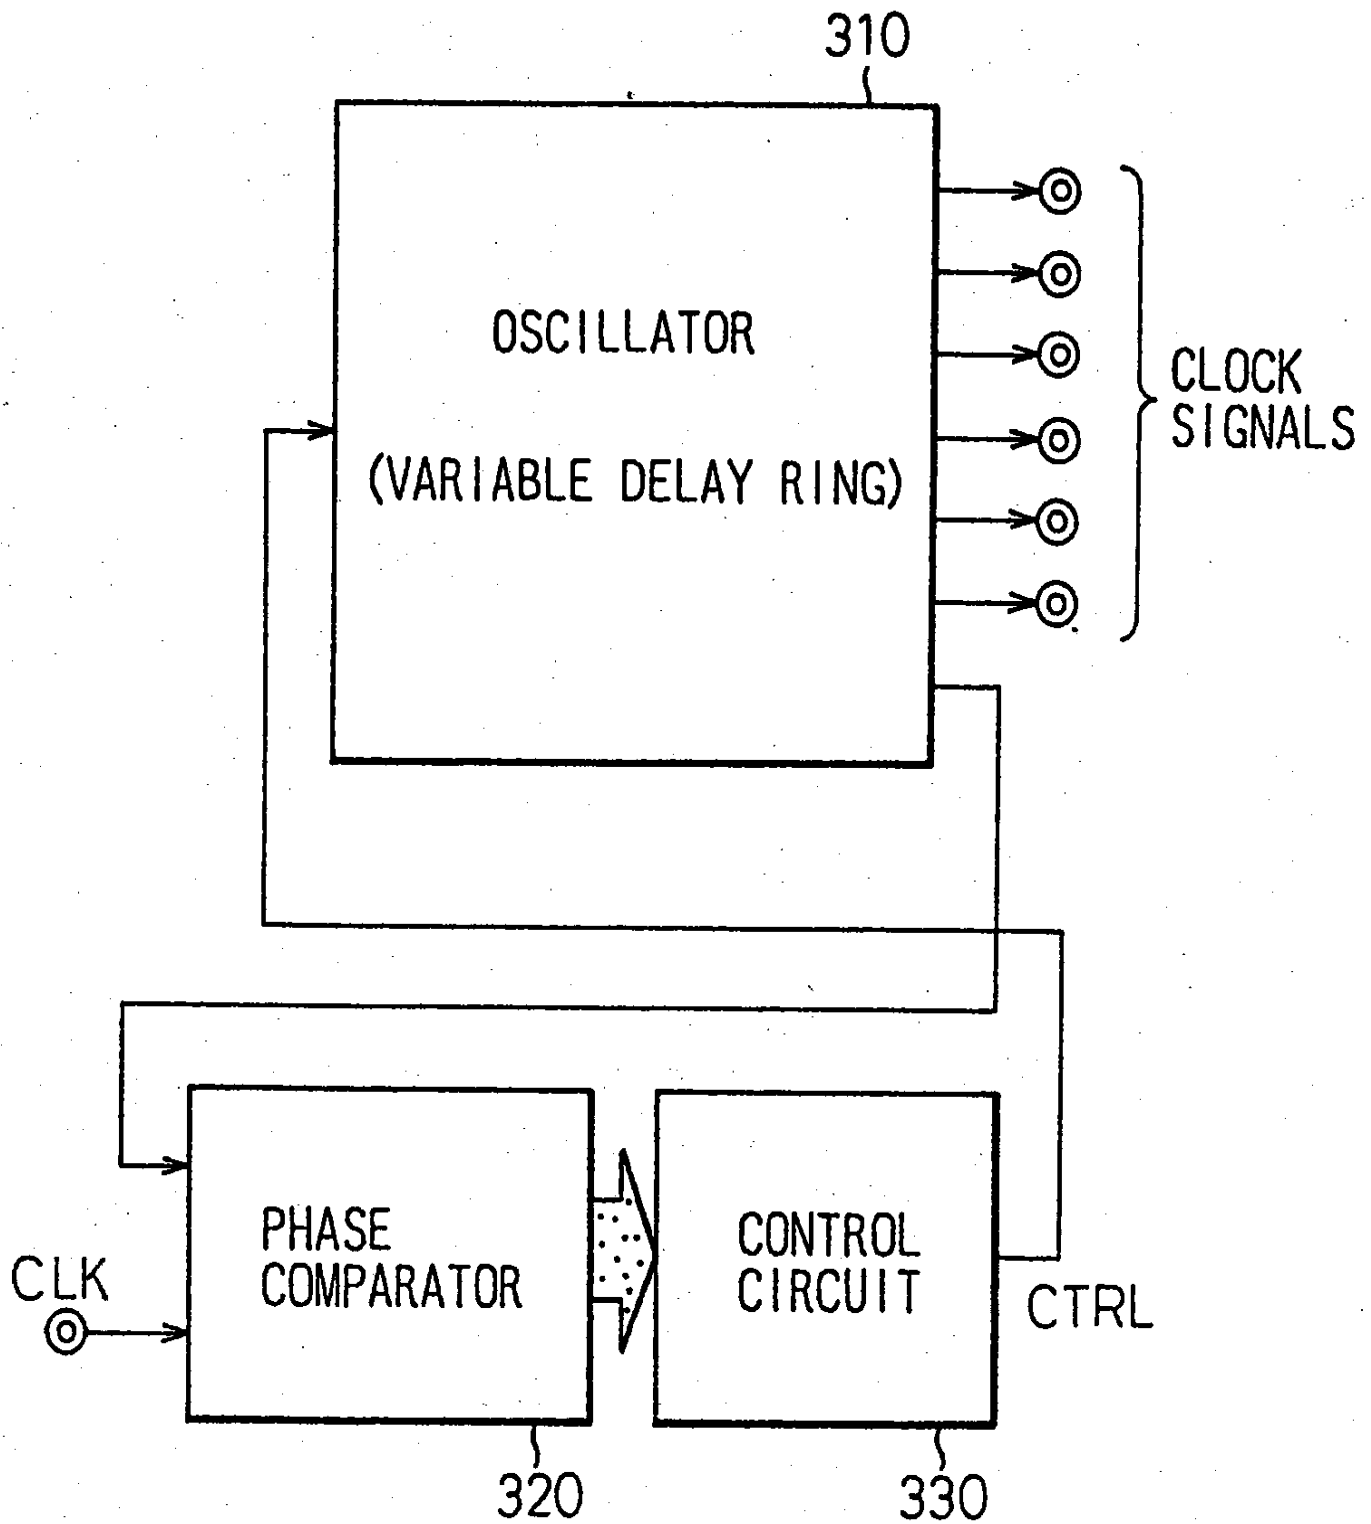 310
OSCILLATOR
(VARIABLE DELAY RING)
CLOCK
SIGNALS
PHASE
COMPARATOR
CONTROL
CIRCUIT
CLK
CTRL
320
330